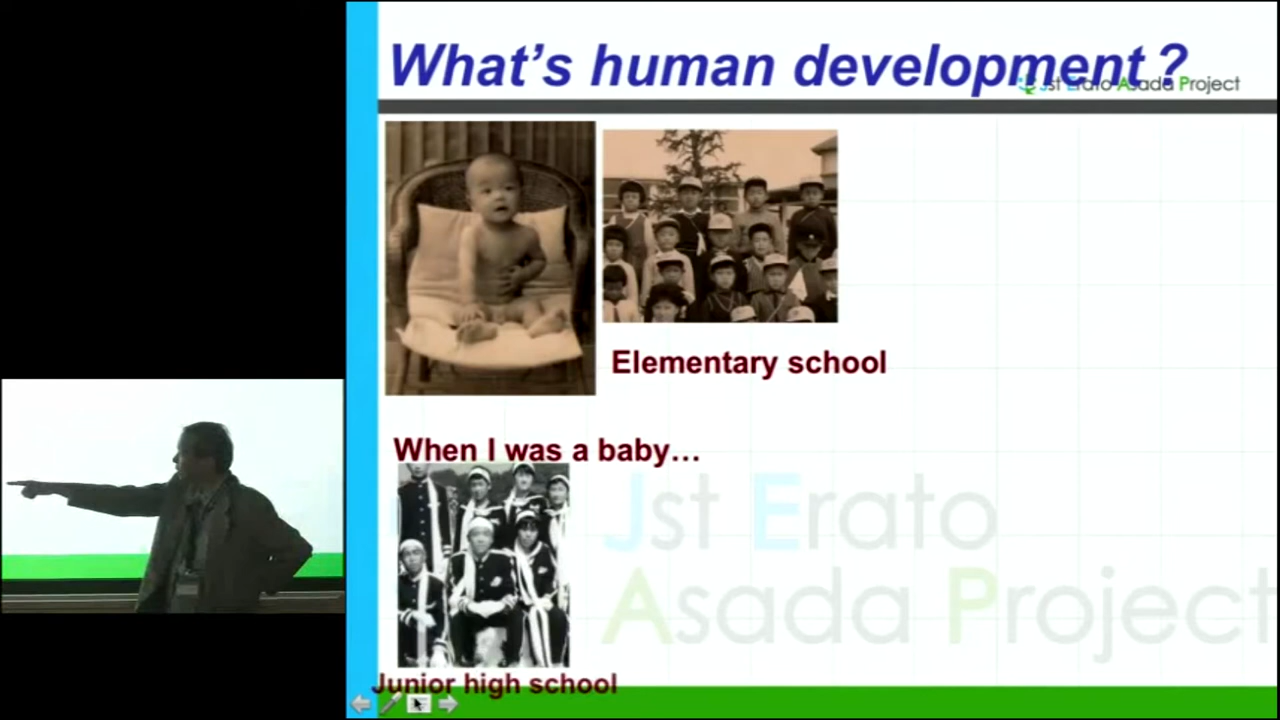 What's human development ?
Jst Erato Asada Project
Elementary school
When I was a baby…
Jst Erato
Asada Project
Junior high school